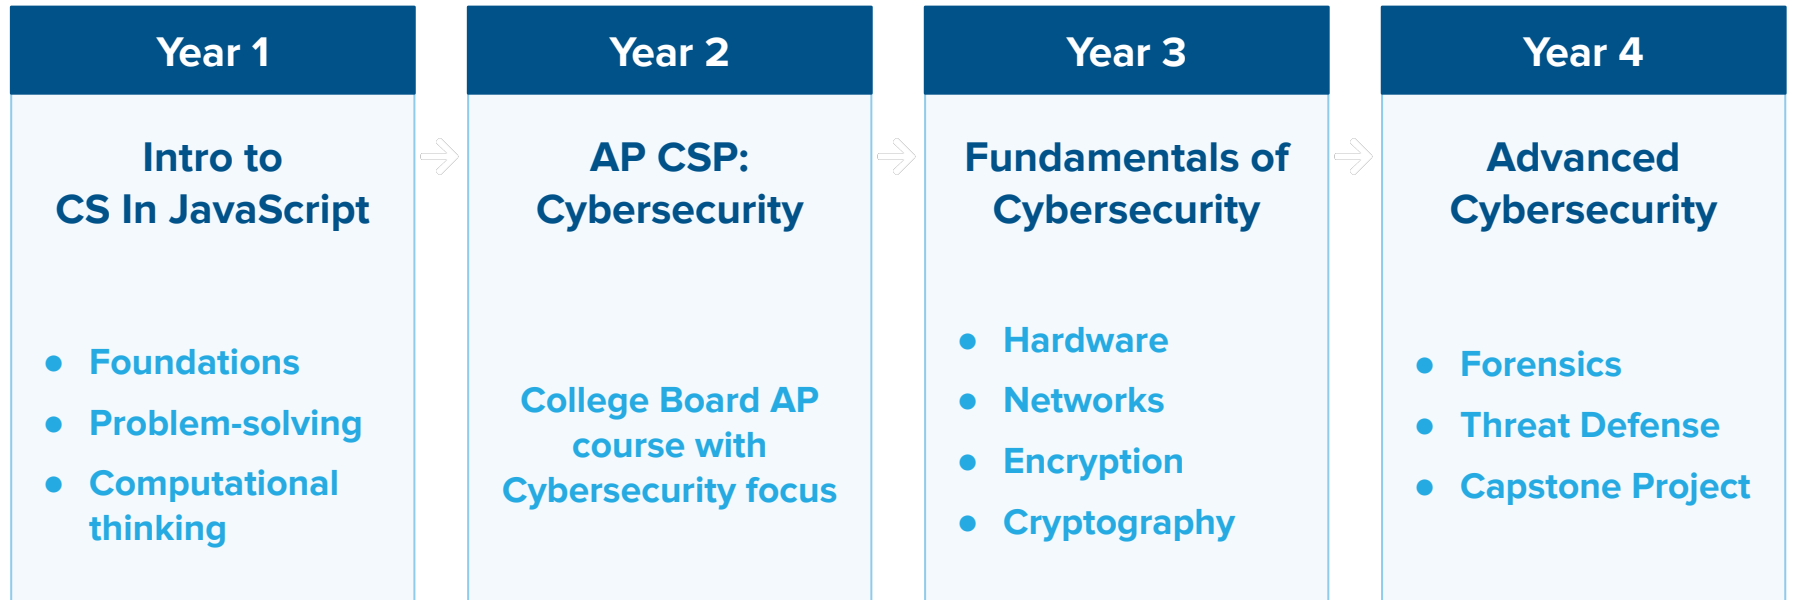 Year 1
Intro to
CS In JavaScript
● Foundations
● Problem-solving
● Computational
thinking
Year 2
AP CSP:
Cybersecurity
College Board AP
course with
Cybersecurity focus
Year 3
Fundamentals of
Cybersecurity
● Hardware
● Networks
● Encryption
● Cryptography
Year 4
Advanced
Cybersecurity
● Forensics
● Threat Defense
● Capstone Project